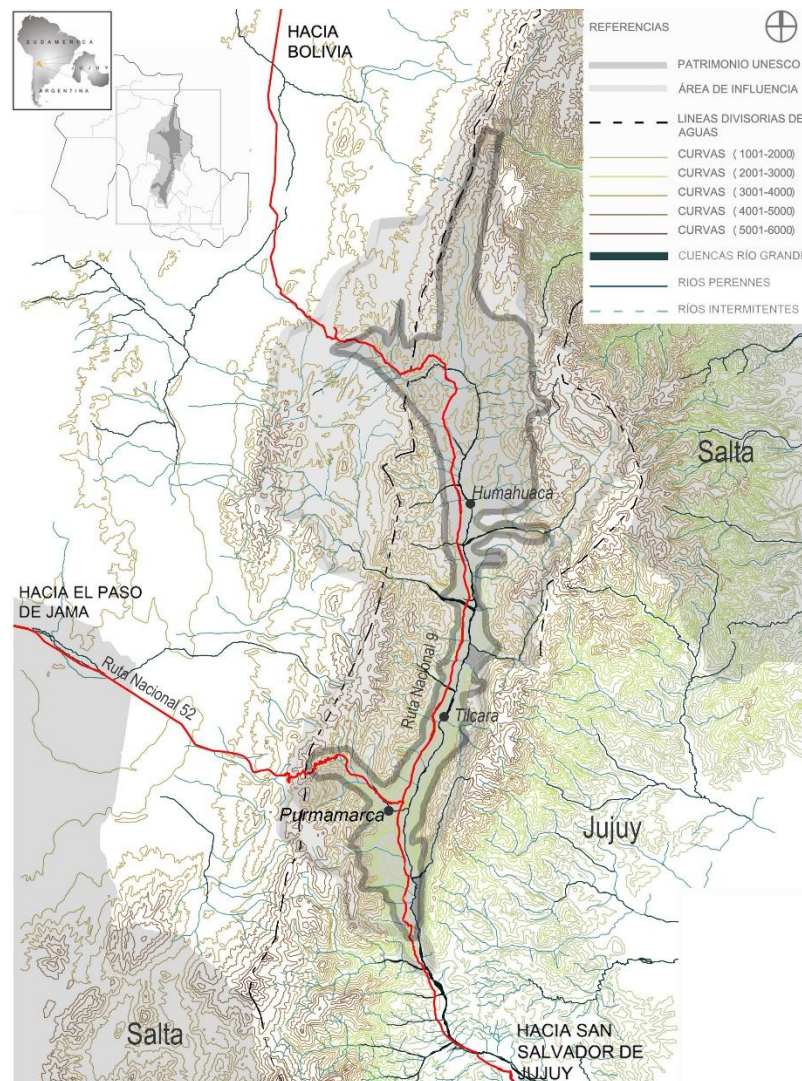 SUDAMERICA
JUJUY
ARGENTINA
HACIA
BOLIVIA
REFERENCIAS
PATRIMONIO UNESCO
ÁREA DE INFLUENCIA
LINEAS DIVISORIAS DE
AGUAS
CURVAS (1001-2000)
CURVAS (2001-3000)
CURVAS (3001-4000)
CURVAS (4001-5000)
CURVAS (5001-6000)
CUENCAS RÍO GRANDE
RIOS PERENNES
RÍOS INTERMITENTES
Salta
Humahuaca
HACIA EL PASO
DE JAMA
Ruta Nacional 52
Ruta Nacional 9
Tilcara
Purmamarca
Jujuy
Salta
HACIA SAN
SALVADOR DE
JUJUY